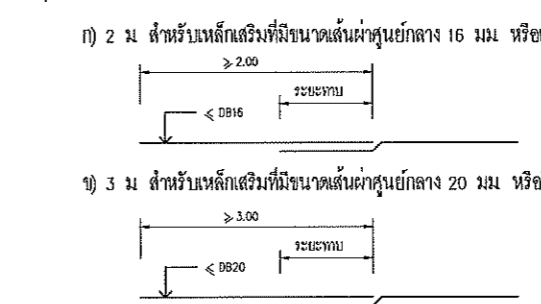 ก) 2 ม สำหรับเหล็กเสริมที่มีขนาดเส้นผ่าศูนย์กลาง 16 มม หรือ
⩾ 2.00
ระยะทาบ
⩽ DB16
ข) 3 ม สำหรับเหล็กเสริมที่มีขนาดเส้นผ่าศูนย์กลาง 20 มม หรือ
⩾ 3.00
ระยะทาบ
⩽ DB20